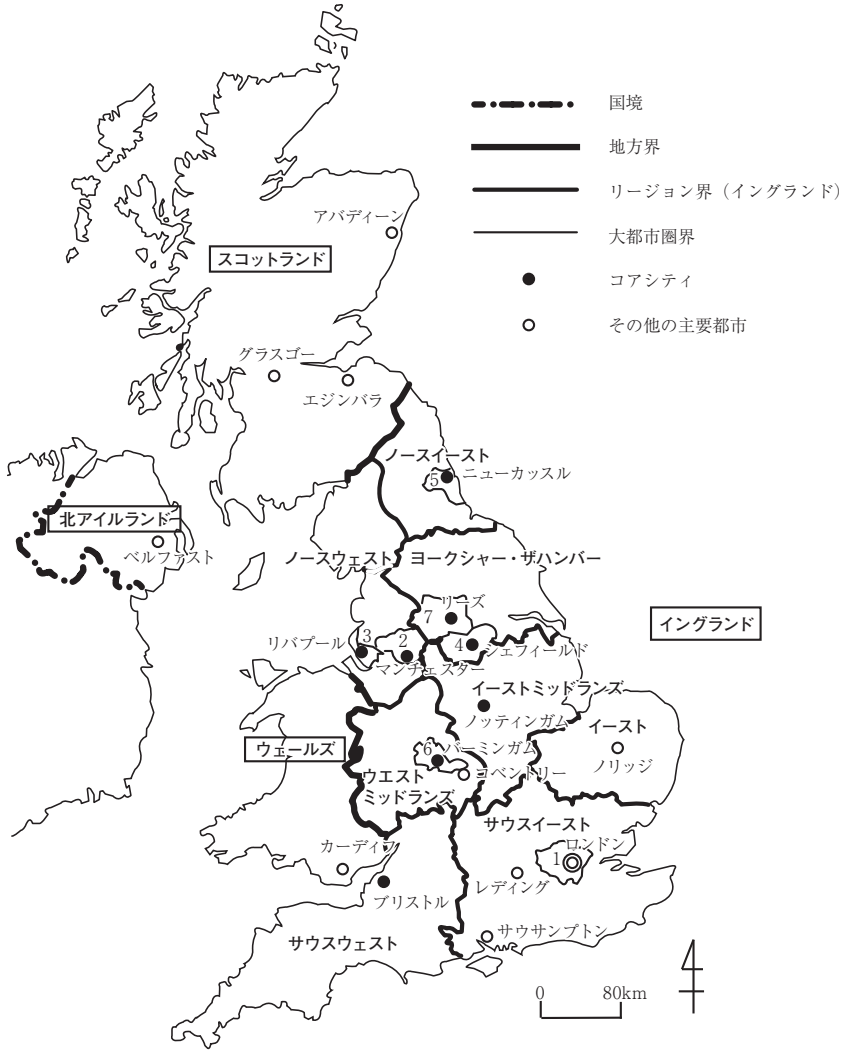 国境
地方界
リージョン界（イングランド）
大都市圏界
コアシティ
その他の主要都市
アバディーン
スコットランド
グラスゴー
エジンバラ
ノースイースト
5
ニューカッスル
北アイルランド
ベルファスト
ノースウェスト
ヨークシャー・ザハンバー
イングランド
7
リーズ
リバプール
3
2
4
マンチェスター
シェフィールド
イーストミッドランズ
ノッティンガム
イースト
ノリッジ
ウェールズ
6
バーミンガム
コベントリー
ウエスト
ミッドランズ
サウスイースト
カーディフ
ロンドン
1
レディング
ブリストル
サウサンプトン
サウスウェスト
0 80km